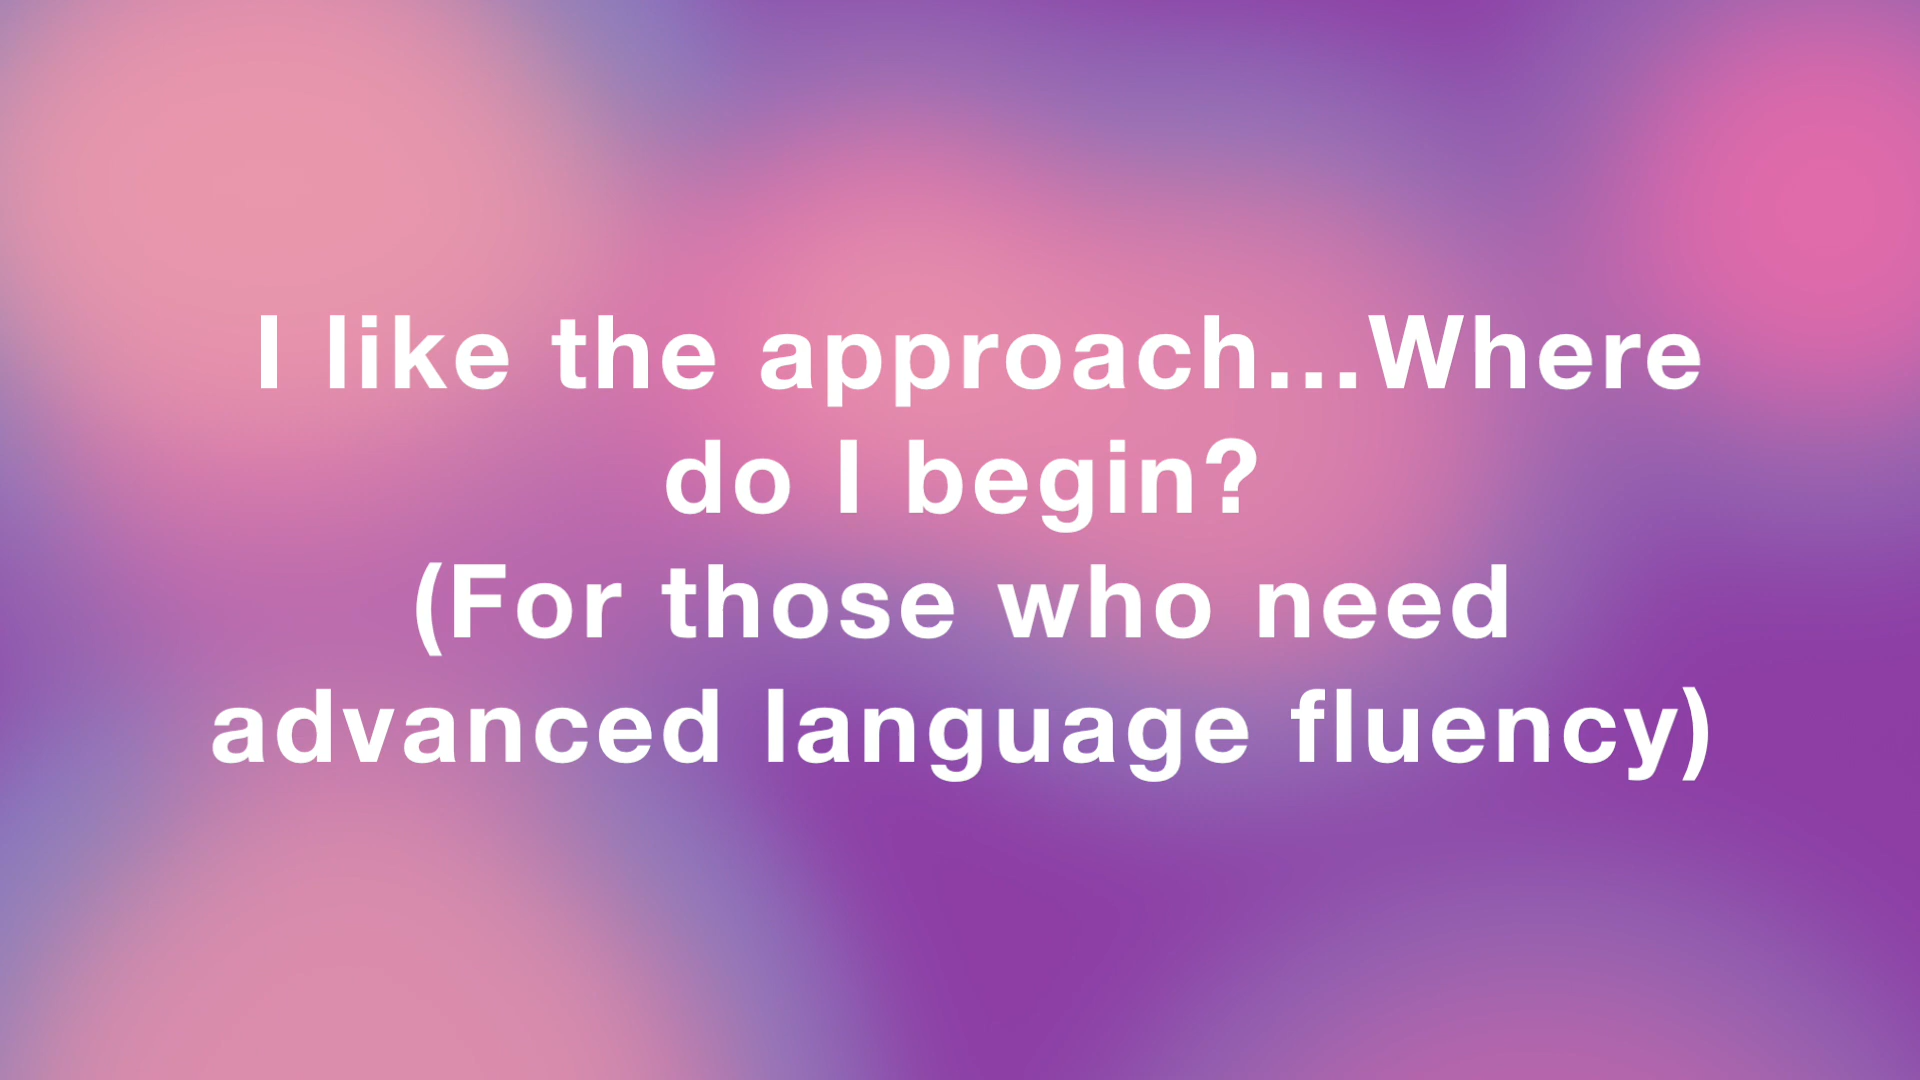 I like the approach...Where
do I begin?
(For those who need
advanced language fluency)